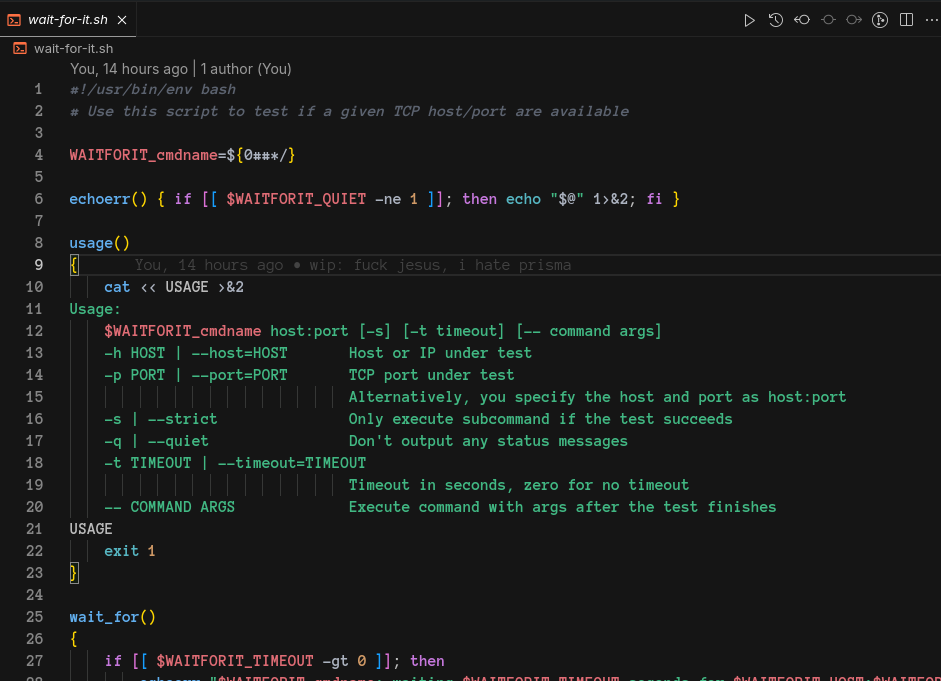 wait-for-it.sh
wait-for-it.sh
You, 14 hours ago | 1 author (You)
1 #!/usr/bin/env bash
2 # Use this script to test if a given TCP host/port are available
3
4 WAITFORIT_cmdname=${0##*/}
5
6 echoerr() { if [[ $WAITFORIT_QUIET -ne 1 ]]; then echo "$@" 1>&2; fi }
7
8 usage()
9 { You, 14 hours ago • wip: fuck jesus, i hate prisma
10 cat << USAGE >&2
11 Usage:
12 $WAITFORIT_cmdname host:port [-s] [-t timeout] [-- command args]
13 -h HOST | --host=HOST Host or IP under test
14 -p PORT | --port=PORT TCP port under test
15 Alternatively, you specify the host and port as host:port
16 -s | --strict Only execute subcommand if the test succeeds
17 -q | --quiet Don't output any status messages
18 -t TIMEOUT | --timeout=TIMEOUT
19 Timeout in seconds, zero for no timeout
20 -- COMMAND ARGS Execute command with args after the test finishes
21 USAGE
22 exit 1
23 }
24
25 wait_for()
26 {
27 if [[ $WAITFORIT_TIMEOUT -gt 0 ]]; then